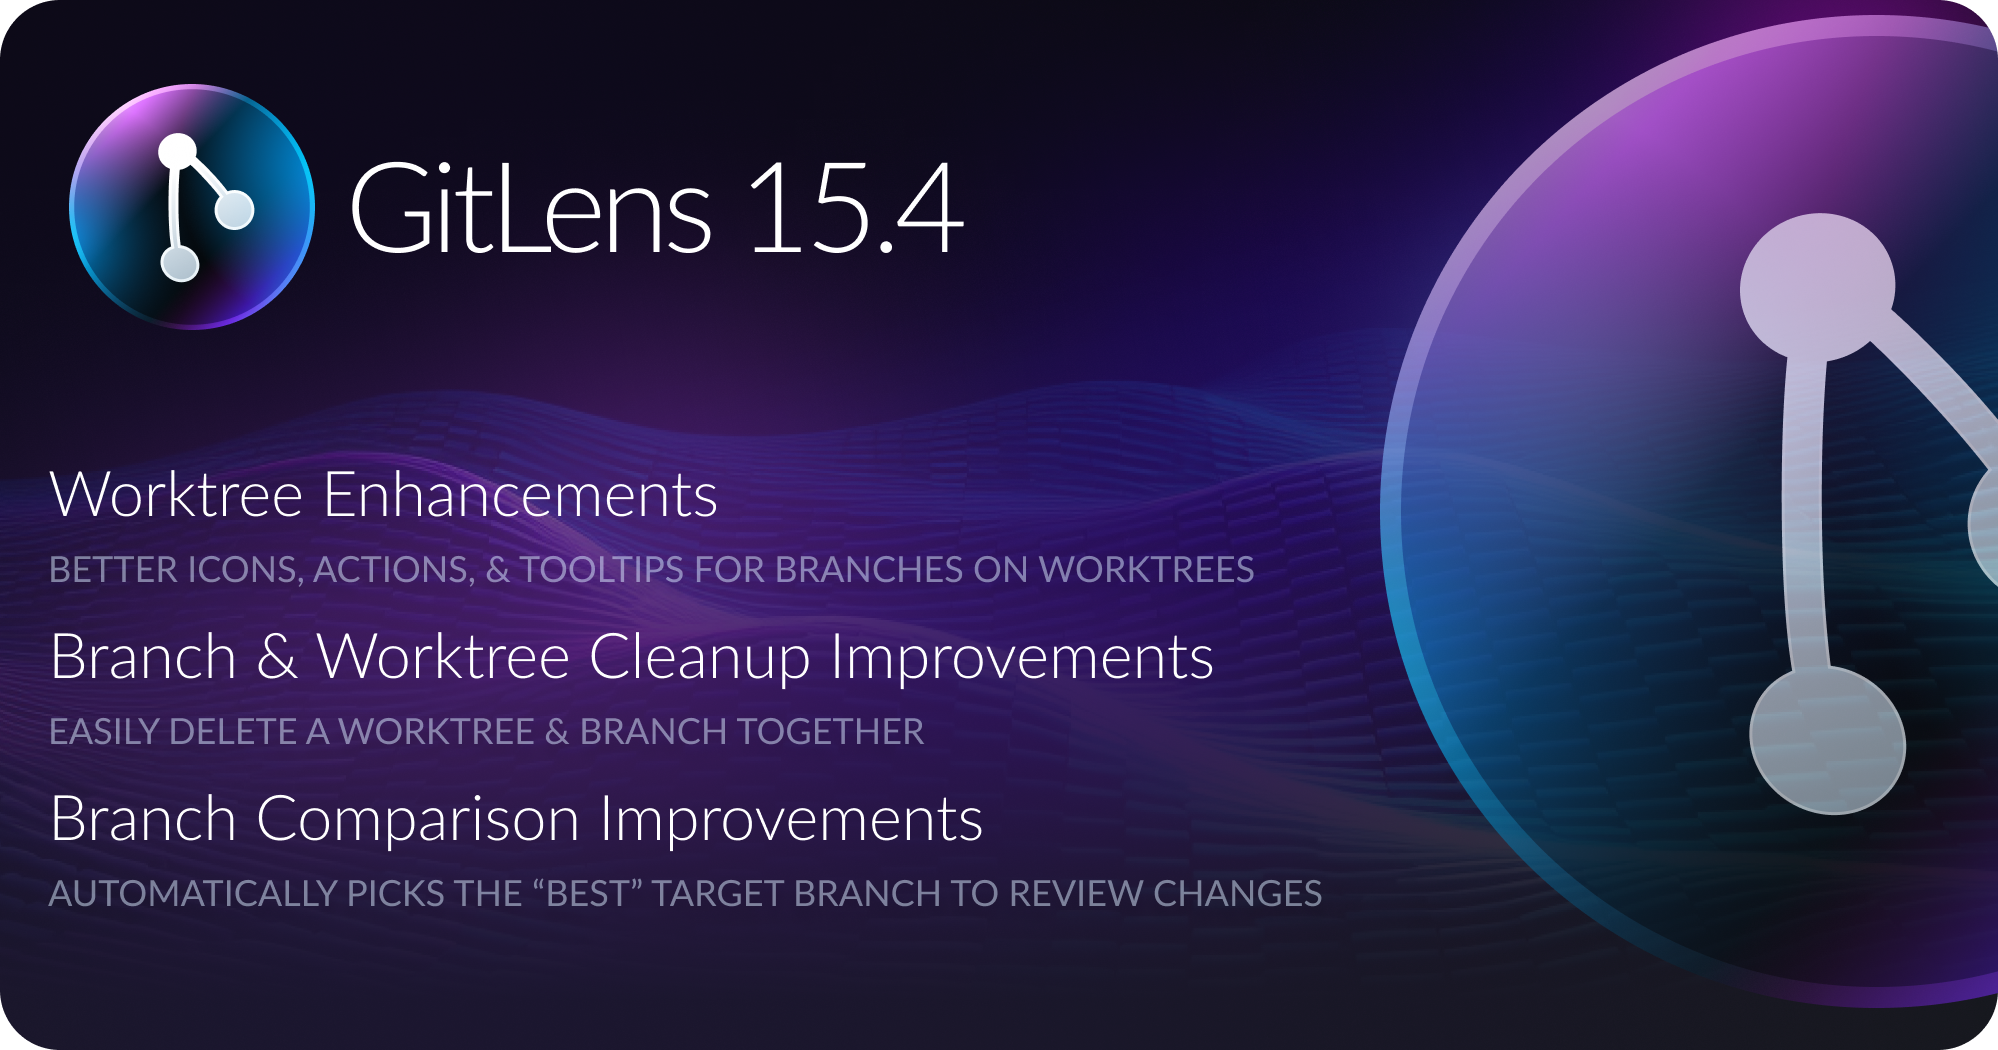 GitLens 15.4
Worktree Enhancements
BETTER ICONS, ACTIONS, & TOOLTIPS FOR BRANCHES ON WORKTREES
Branch & Worktree Cleanup Improvements
EASILY DELETE A WORKTREE & BRANCH TOGETHER
Branch Comparison Improvements
AUTOMATICALLY PICKS THE “BEST” TARGET BRANCH TO REVIEW CHANGES